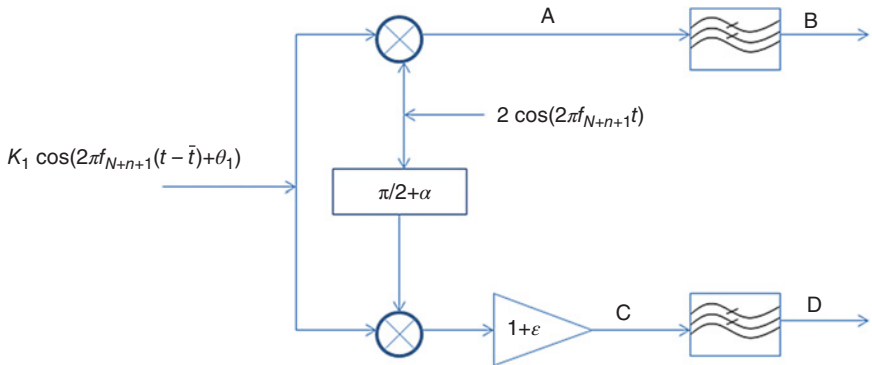 A
B
2 cos(2πf_{N+n+1}t)
K_1 cos(2πf_{N+n+1}(t − t̄)+θ_1)
π/2+α
1+ε
C
D